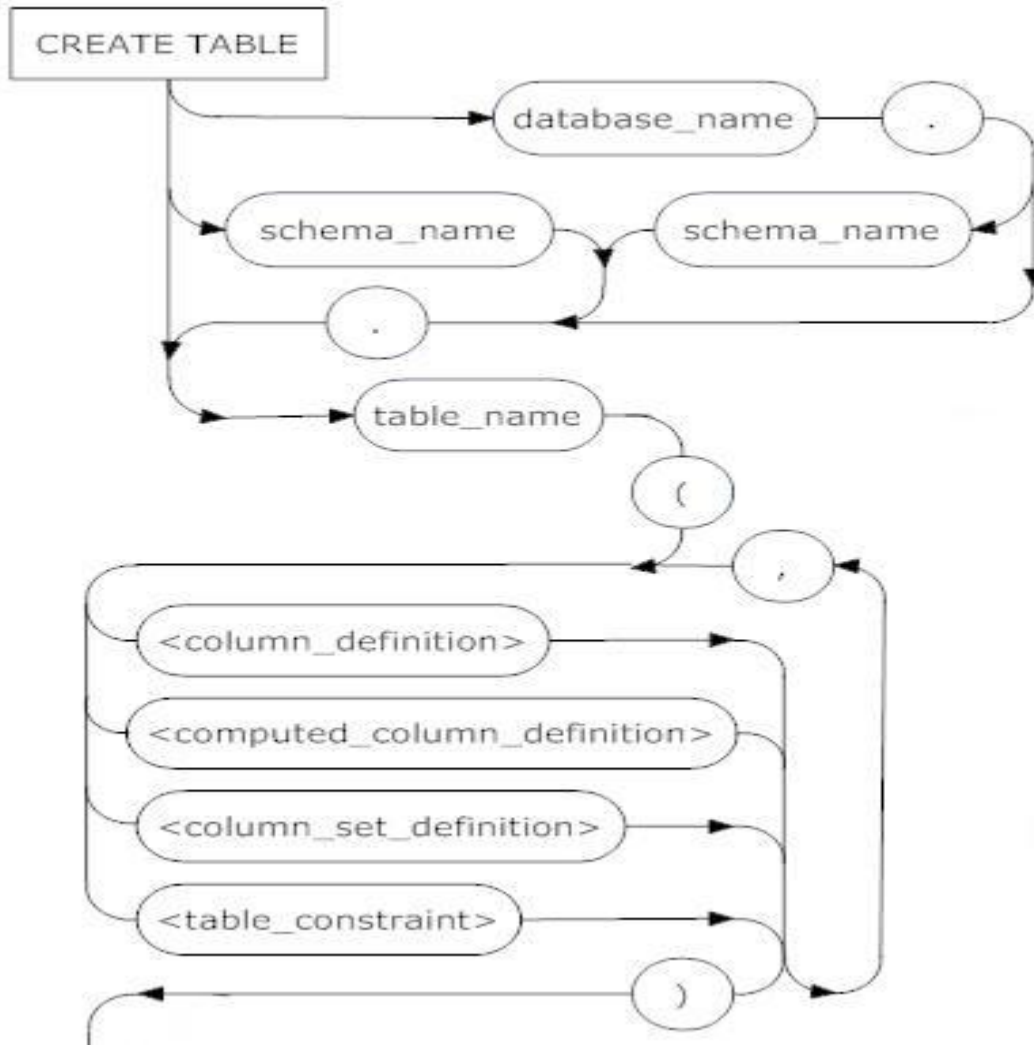 CREATE TABLE
database_name .
schema_name schema_name
.
table_name
(
,
<column_definition>
<computed_column_definition>
<column_set_definition>
<table_constraint>
)